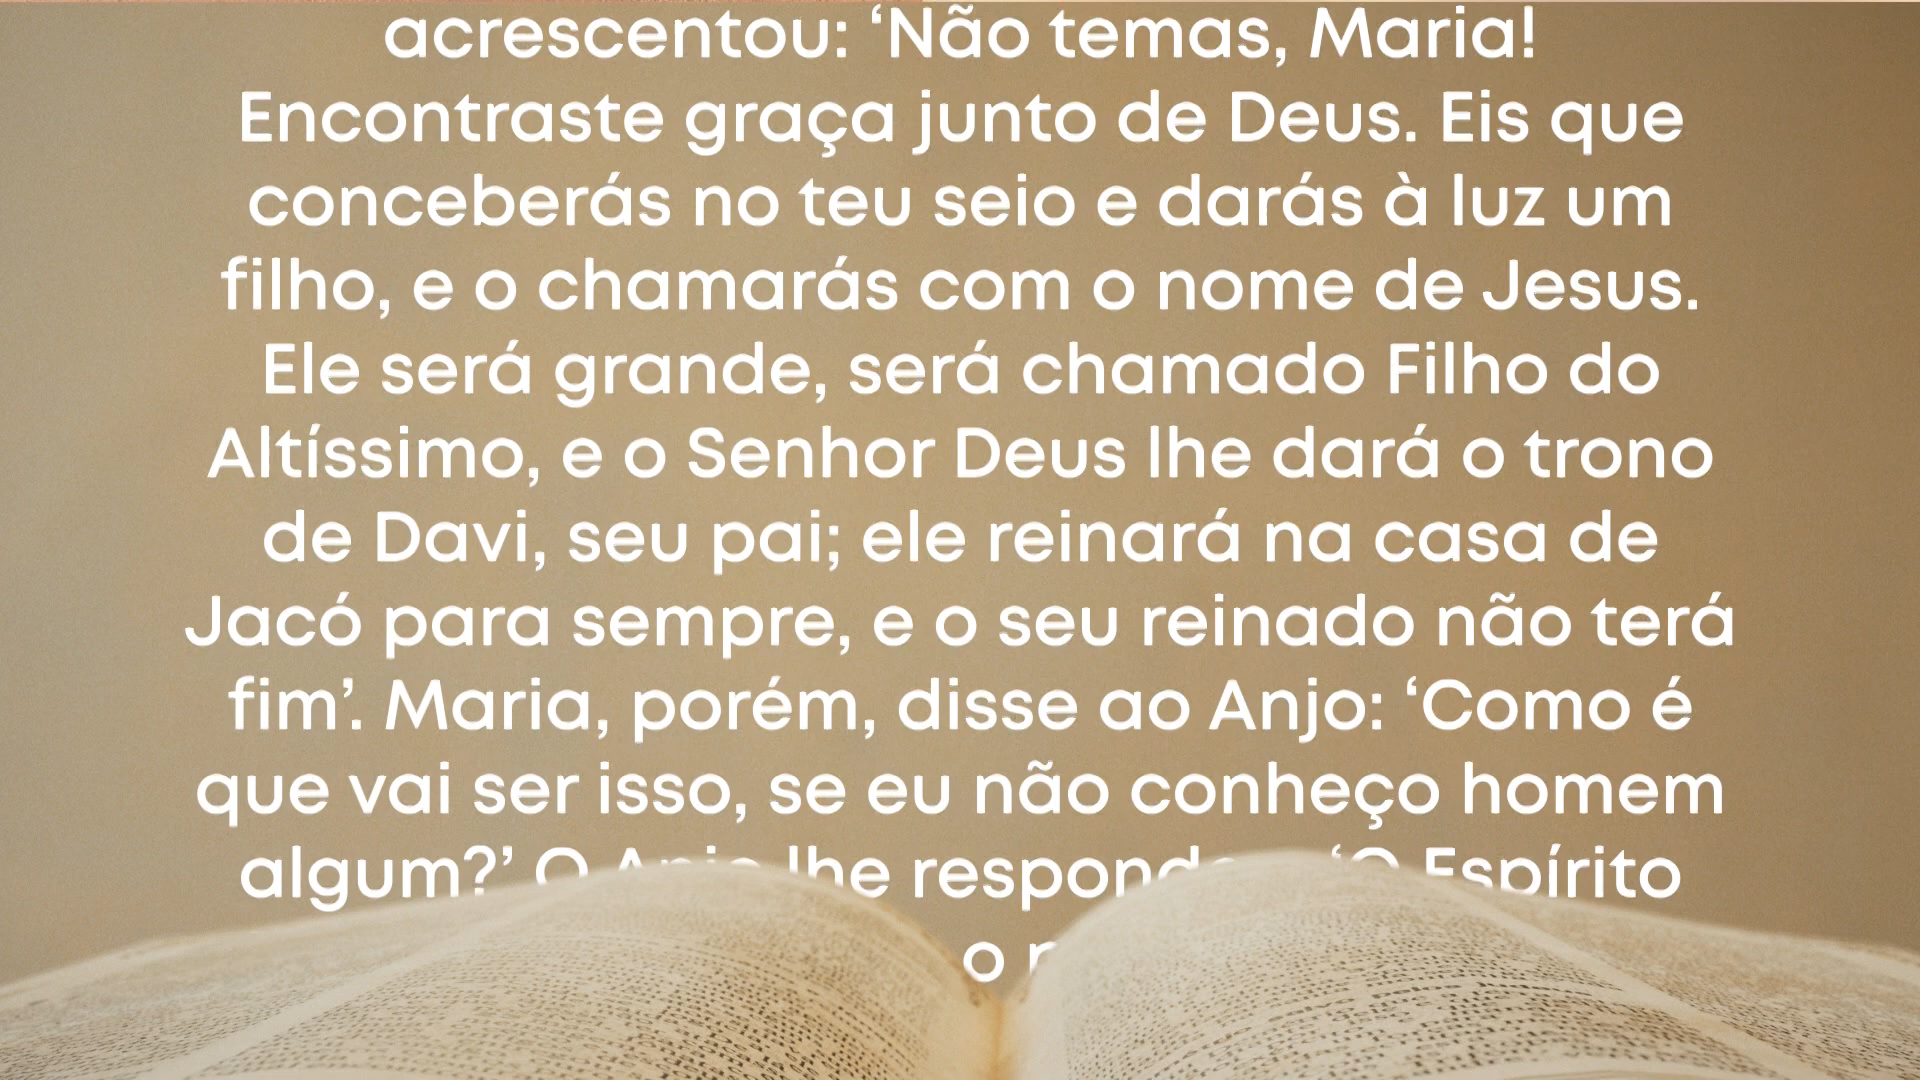 acrescentou: ‘Não temas, Maria!
Encontraste graça junto de Deus. Eis que
conceberás no teu seio e darás à luz um
filho, e o chamarás com o nome de Jesus.
Ele será grande, será chamado Filho do
Altíssimo, e o Senhor Deus lhe dará o trono
de Davi, seu pai; ele reinará na casa de
Jacó para sempre, e o seu reinado não terá
fim’. Maria, porém, disse ao Anjo: ‘Como é
que vai ser isso, se eu não conheço homem
algum?’ O Anjo lhe ‘O Espírito
o